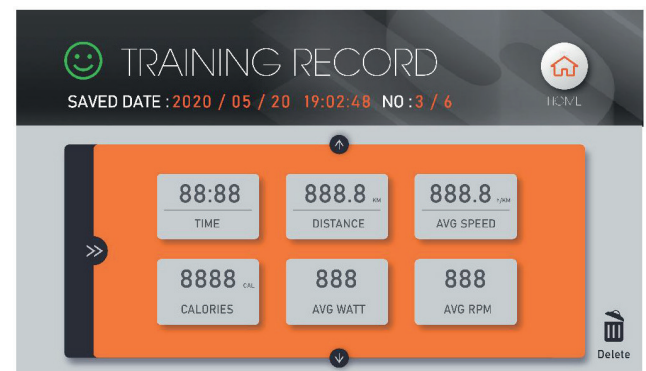 TRAINING RECORD
SAVED DATE : 2020 / 05 / 20 19:02:48 NO : 3 / 6
HOME
88:88
TIME
888.8 KM
DISTANCE
888.8
AVG SPEED
8888 CAL
CALORIES
888
AVG WATT
888
AVG RPM
Delete